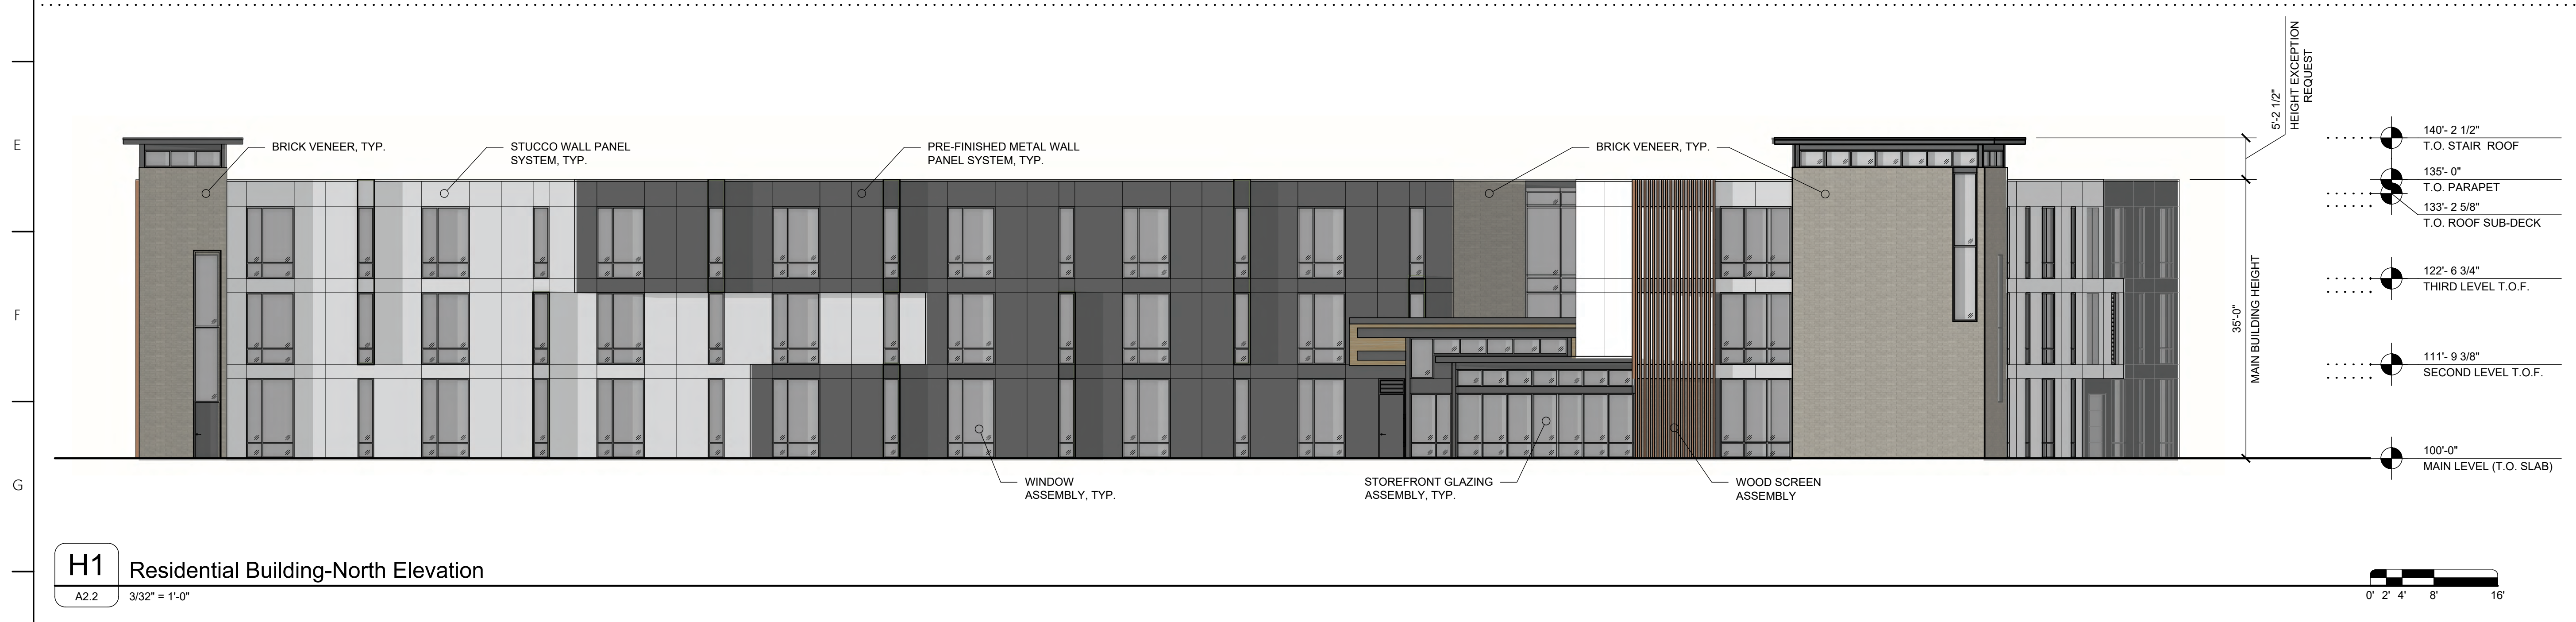 E
F
G
BRICK VENEER, TYP.
STUCCO WALL PANEL
SYSTEM, TYP.
PRE-FINISHED METAL WALL
PANEL SYSTEM, TYP.
BRICK VENEER, TYP.
5'-2 1/2"
HEIGHT EXCEPTION
REQUEST
140'- 2 1/2"
T.O. STAIR ROOF
135'- 0"
T.O. PARAPET
133'- 2 5/8"
T.O. ROOF SUB-DECK
122'- 6 3/4"
THIRD LEVEL T.O.F.
35'-0"
MAIN BUILDING HEIGHT
111'- 9 3/8"
SECOND LEVEL T.O.F.
100'-0"
MAIN LEVEL (T.O. SLAB)
WINDOW
ASSEMBLY, TYP.
STOREFRONT GLAZING
ASSEMBLY, TYP.
WOOD SCREEN
ASSEMBLY
H1
Residential Building-North Elevation
A2.2
3/32" = 1'-0"
0' 2' 4' 8' 16'